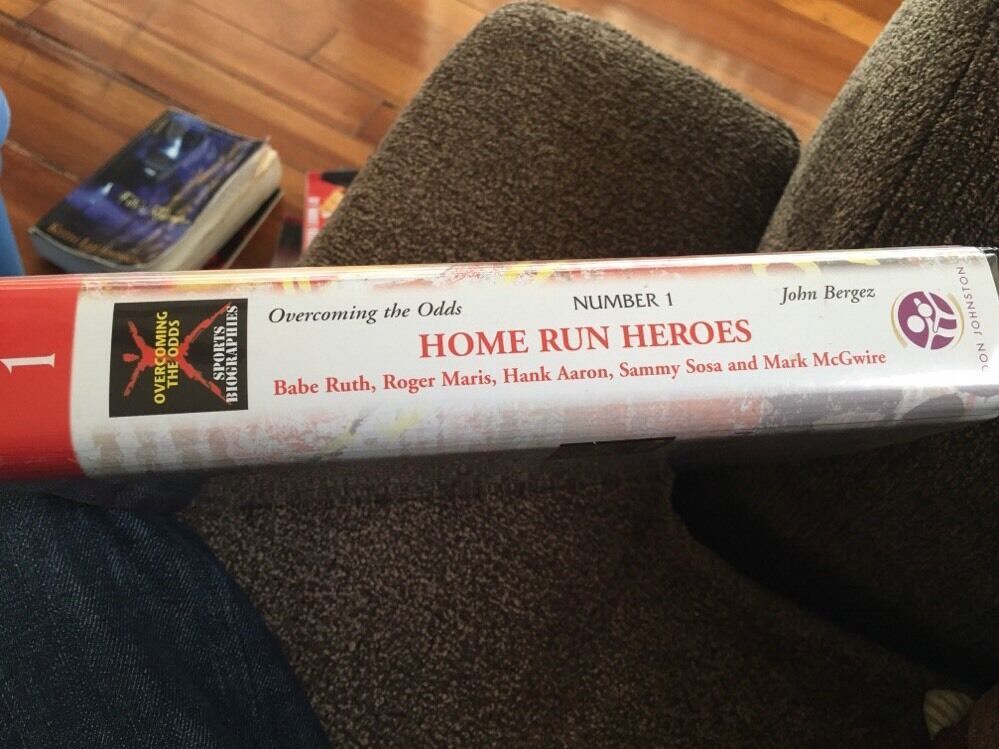 1
OVERCOMING
THE ODDS
SPORTS
BIOGRAPHIES
Overcoming the Odds
NUMBER 1
John Bergez
HOME RUN HEROES
Babe Ruth, Roger Maris, Hank Aaron, Sammy Sosa and Mark McGwire
DON JOHNSTON